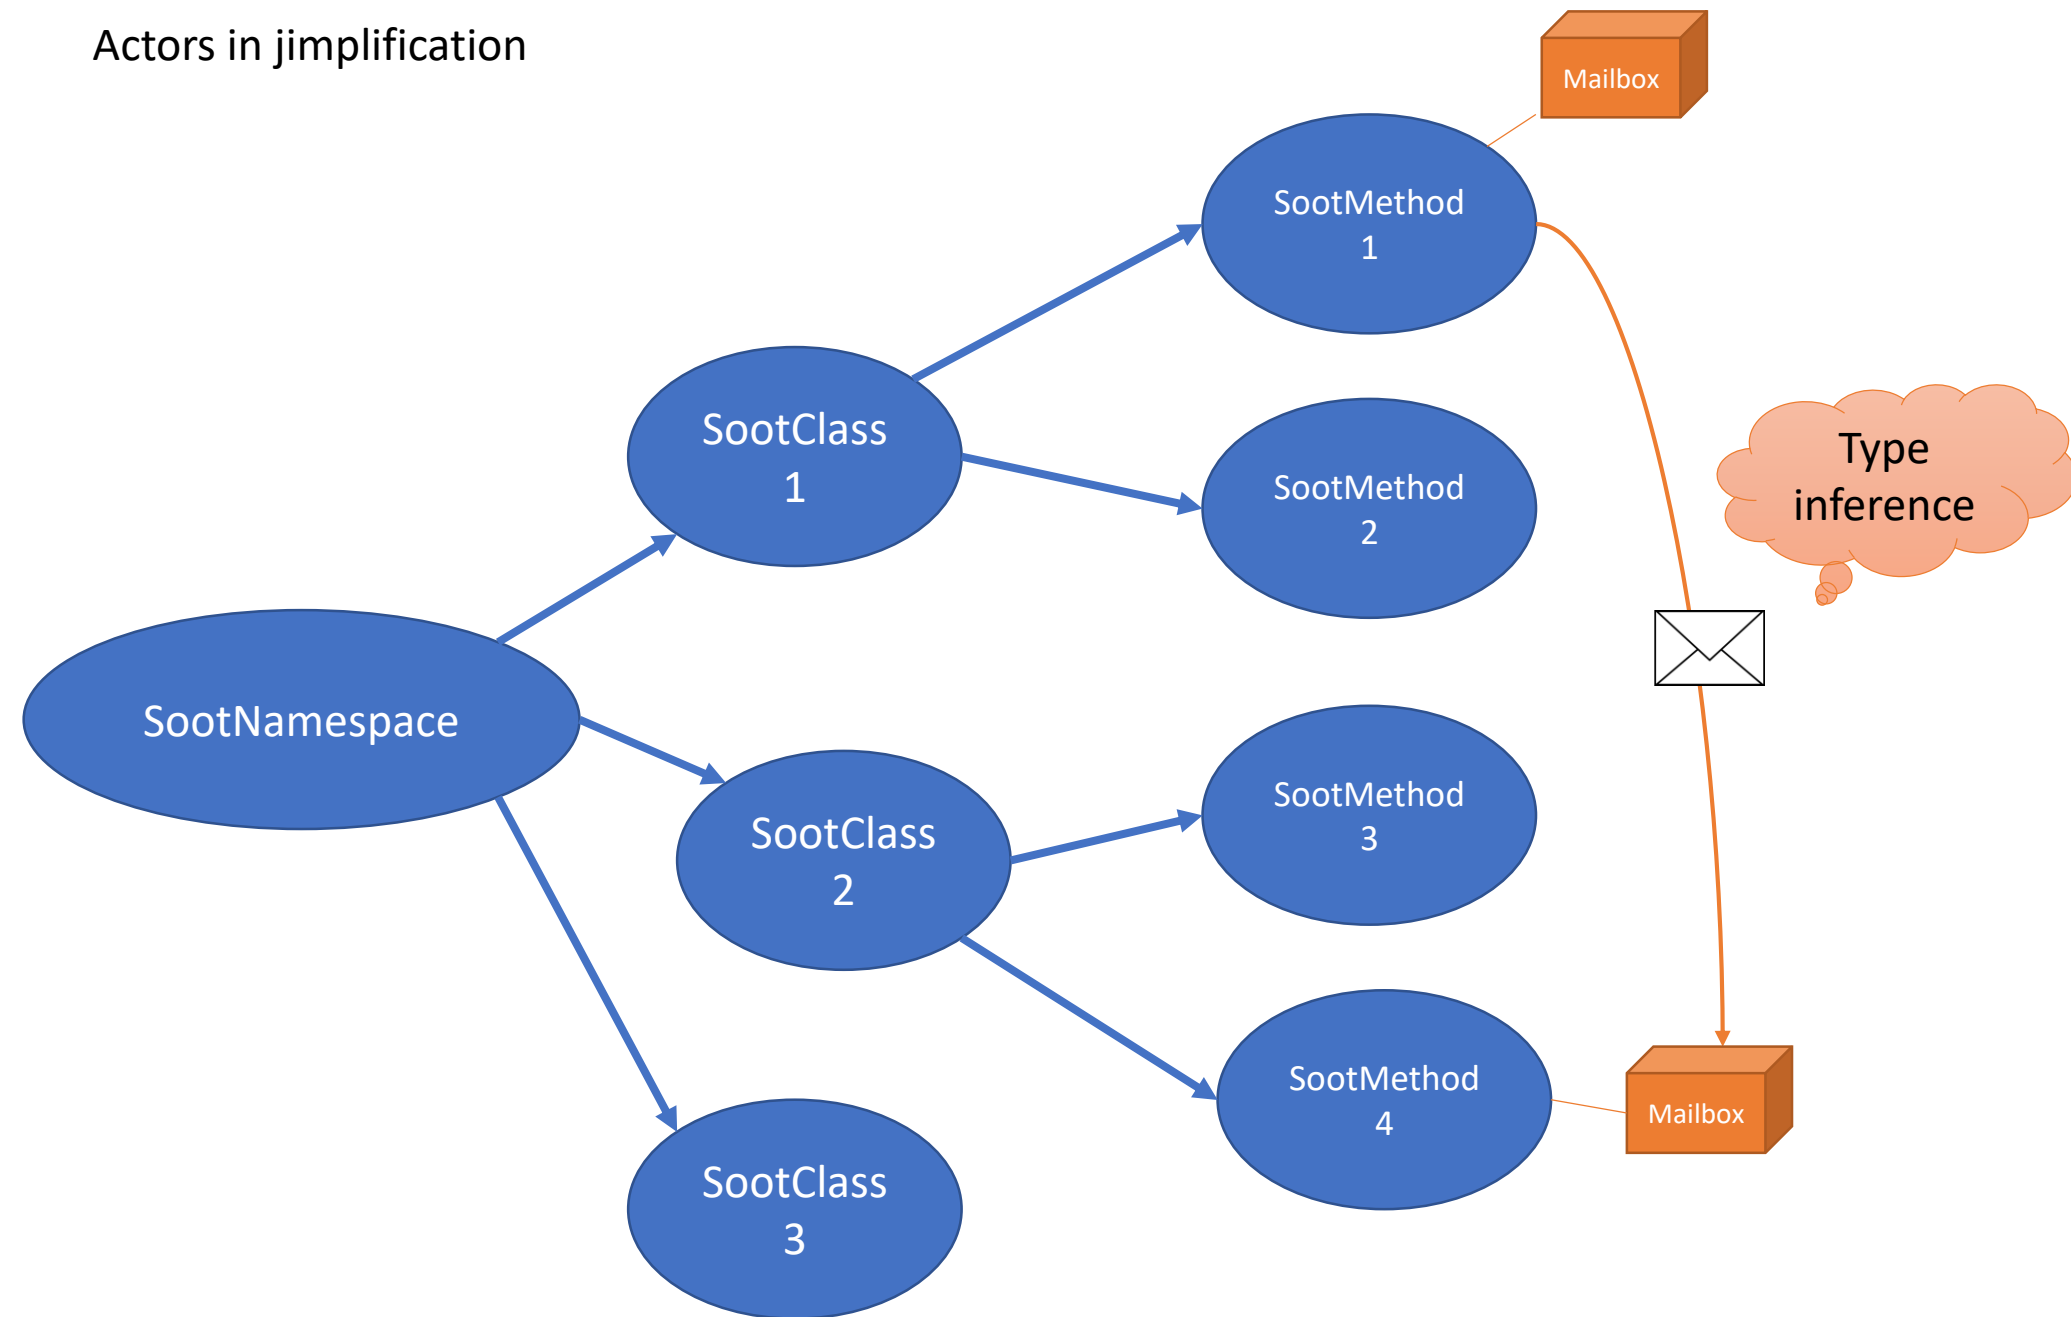 Actors in jimplification
Mailbox
SootMethod
1
SootClass
1
SootMethod
2
Type
inference
SootNamespace
SootClass
2
SootMethod
3
SootMethod
4
Mailbox
SootClass
3